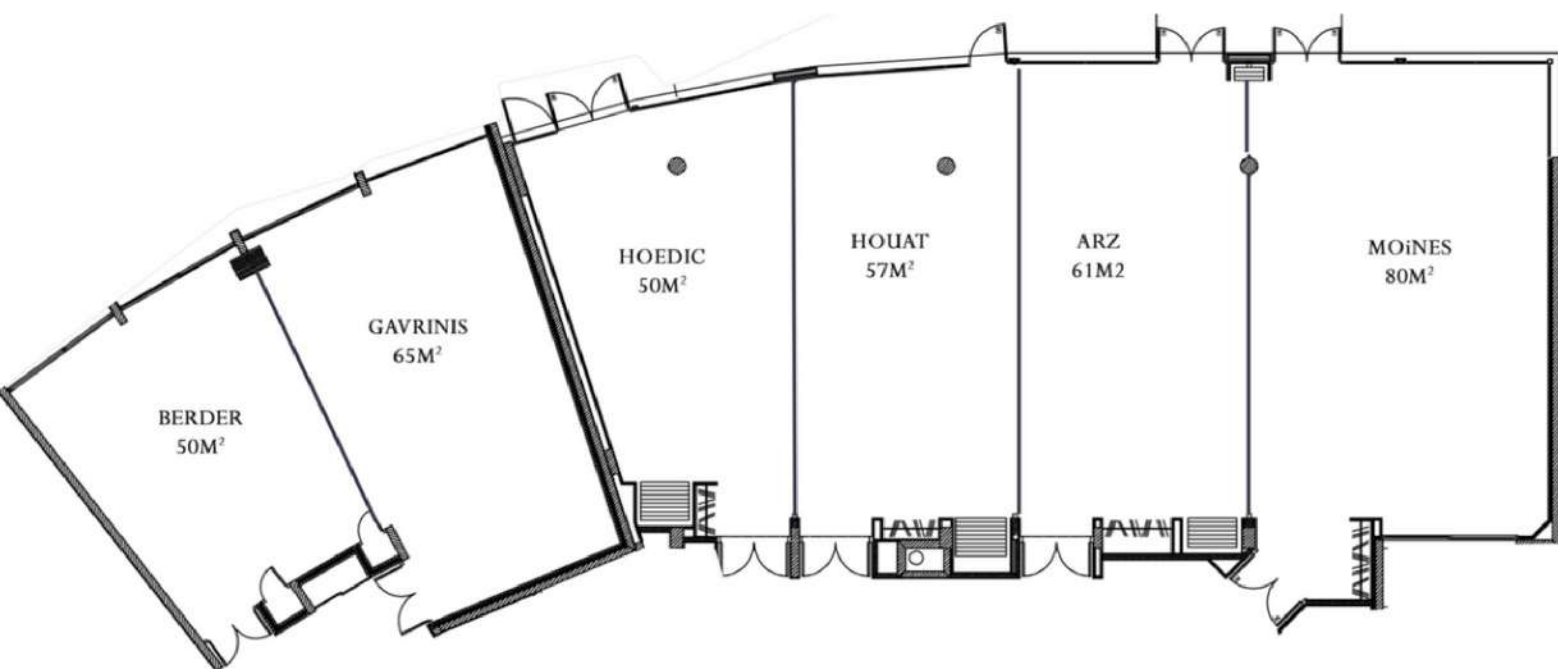 BERDER
50M²
GAVRINIS
65M²
HOEDIC
50M²
HOUAT
57M²
ARZ
61M2
MOiNES
80M²